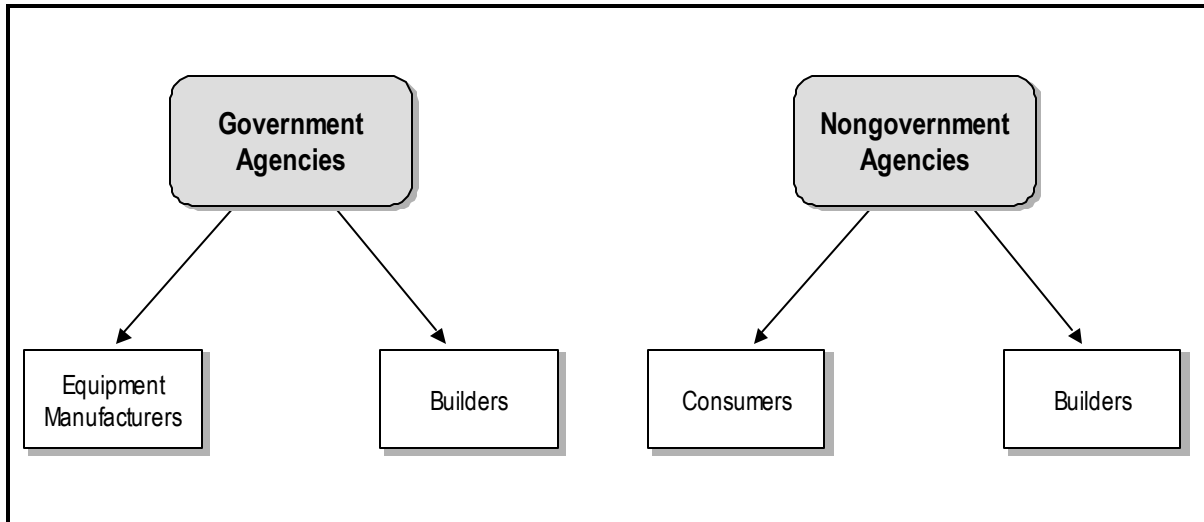 Government
Agencies
Nongovernment
Agencies
Equipment
Manufacturers
Builders
Consumers
Builders